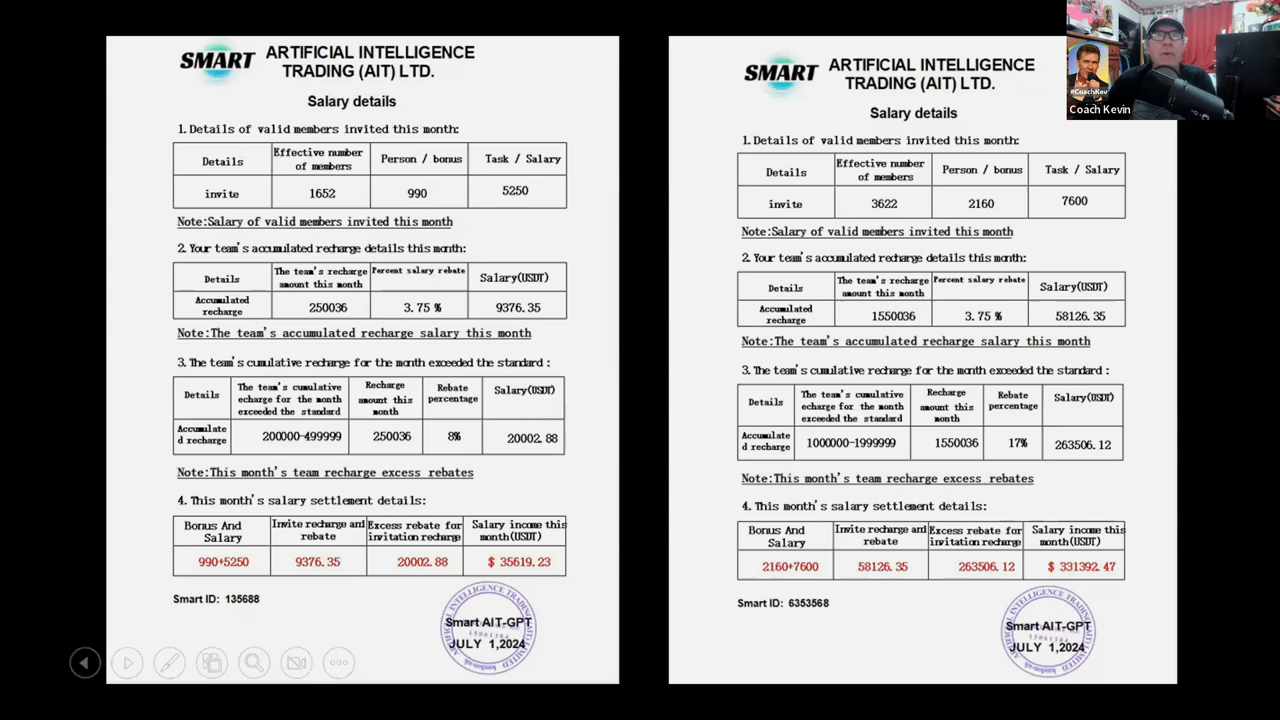 SMART
ARTIFICIAL INTELLIGENCE
TRADING (AIT) LTD.
Salary details
1. Details of valid members invited this month:
Details
Effective number
of members
Person / bonus
Task / Salary
invite
1652
990
5250
Note:Salary of valid members invited this month
2. Your team's accumulated recharge details this month:
Details
The team's recharge
amount this month
Percent salary rebate
Salary(USDT)
Accumulated
recharge
250036
3.75 %
9376.35
Note:The team's accumulated recharge salary this month
3. The team's cumulative recharge for the month exceeded the standard :
Details
The team's cumulative
echarge for the month
exceeded the standard
Recharge
amount this
month
Rebate
percentage
Salary(USDT)
Accumulate
d recharge
200000-499999
250036
8%
20002.88
Note:This month's team recharge excess rebates
4. This month's salary settlement details:
Bonus And
Salary
Invite recharge and
rebate
Excess rebate for
invitation recharge
Salary income this
month(USDT)
990+5250
9376.35
20002.88
$ 35619.23
Smart ID: 135688
Smart AIT-GPT
JULY 1,2024
SMART
ARTIFICIAL INTELLIGENCE
TRADING (AIT) LTD.
Salary details
1. Details of valid members invited this month:
Details
Effective number
of members
Person / bonus
Task / Salary
invite
3622
2160
7600
Note:Salary of valid members invited this month
2. Your team's accumulated recharge details this month:
Details
The team's recharge
amount this month
Percent salary rebate
Salary(USDT)
Accumulated
recharge
1550036
3.75 %
58126.35
Note:The team's accumulated recharge salary this month
3. The team's cumulative recharge for the month exceeded the standard :
Details
The team's cumulative
echarge for the month
exceeded the standard
Recharge
amount this
month
Rebate
percentage
Salary(USDT)
Accumulate
d recharge
1000000-1999999
1550036
17%
263506.12
Note:This month's team recharge excess rebates
4. This month's salary settlement details:
Bonus And
Salary
Invite recharge and
rebate
Excess rebate for
invitation recharge
Salary income this
month(USDT)
2160+7600
58126.35
263506.12
$ 331392.47
Smart ID: 6353568
Smart AIT-GPT
JULY 1,2024
#CoachKev
Coach Kevin